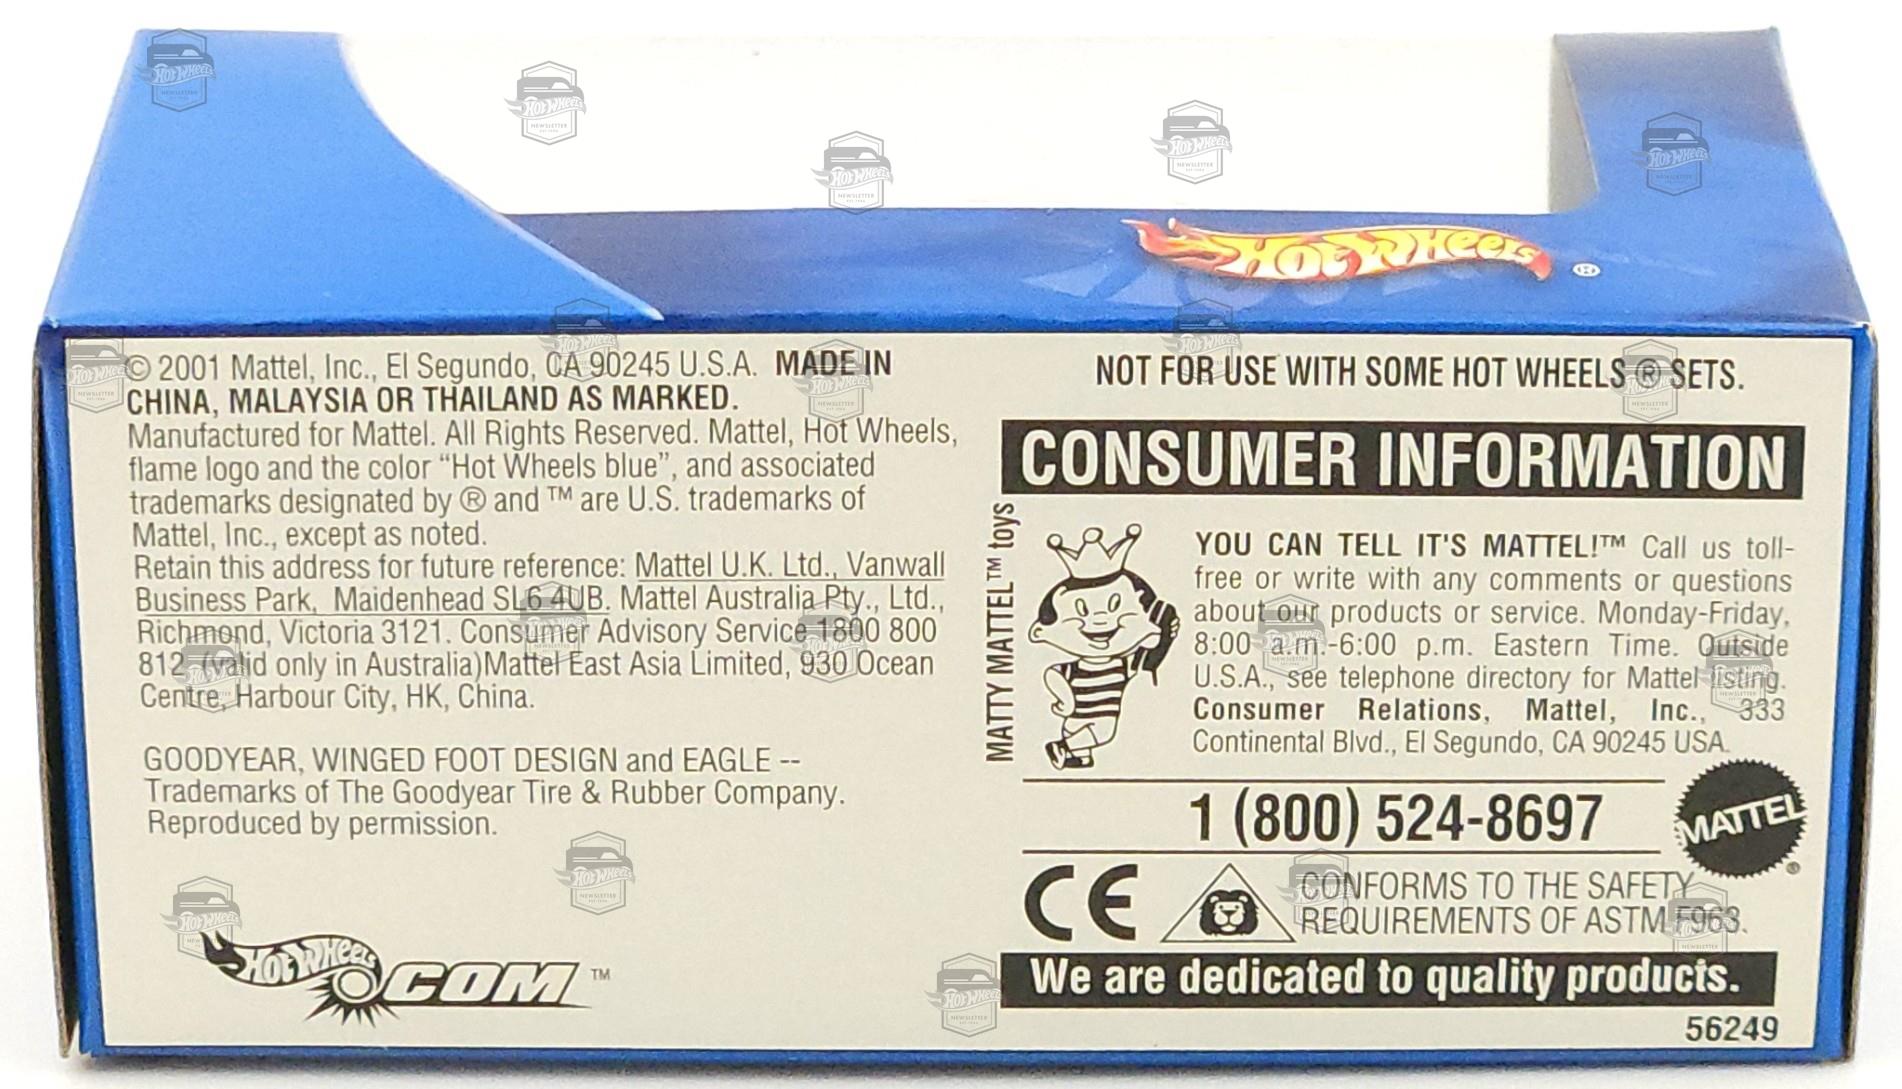 HOT WHEELS ®
© 2001 Mattel, Inc., El Segundo, CA 90245 U.S.A. MADE IN
CHINA, MALAYSIA OR THAILAND AS MARKED.
Manufactured for Mattel. All Rights Reserved. Mattel, Hot Wheels,
flame logo and the color “Hot Wheels blue”, and associated
trademarks designated by ® and ™ are U.S. trademarks of
Mattel, Inc., except as noted.
Retain this address for future reference: Mattel U.K. Ltd., Vanwall
Business Park, Maidenhead SL6 4UB. Mattel Australia Pty., Ltd.,
Richmond, Victoria 3121. Consumer Advisory Service 1800 800
812 (valid only in Australia)Mattel East Asia Limited, 930 Ocean
Centre, Harbour City, HK, China.
GOODYEAR, WINGED FOOT DESIGN and EAGLE --
Trademarks of The Goodyear Tire & Rubber Company.
Reproduced by permission.
HOT WHEELS.COM ™
NOT FOR USE WITH SOME HOT WHEELS ® SETS.
CONSUMER INFORMATION
MATTY MATTEL™ toys
YOU CAN TELL IT'S MATTEL!™ Call us toll-
free or write with any comments or questions
about our products or service. Monday-Friday,
8:00 a.m.-6:00 p.m. Eastern Time. Outside
U.S.A., see telephone directory for Mattel listing.
Consumer Relations, Mattel, Inc., 333
Continental Blvd., El Segundo, CA 90245 USA.
1 (800) 524-8697
MATTEL ®
CE
CONFORMS TO THE SAFETY
REQUIREMENTS OF ASTM F963.
We are dedicated to quality products.
56249
HOT WHEELS
NEWSLETTER